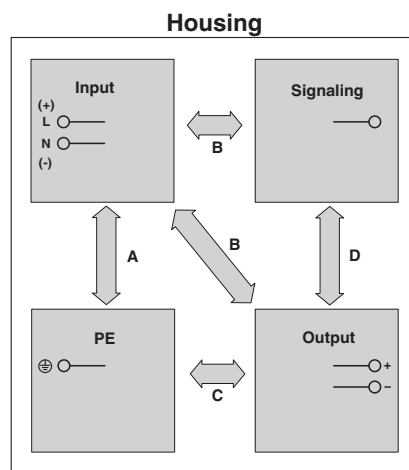 Housing
Input
Signaling
(+)
L
N
(-)
B
A
B
D
PE
Output
+
–
C